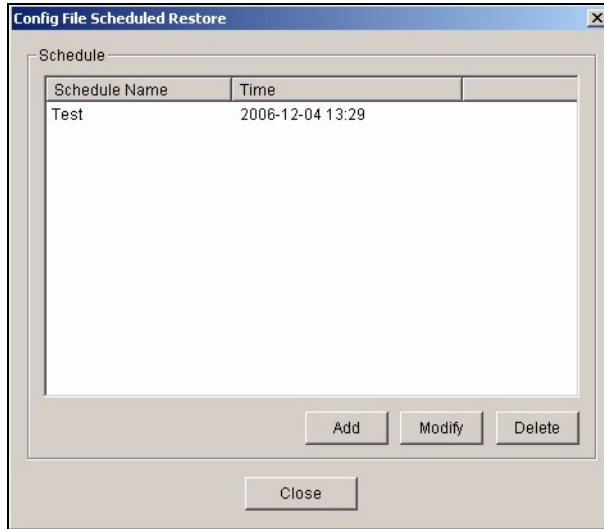 Config File Scheduled Restore
Schedule
Schedule Name Time
Test 2006-12-04 13:29
Add Modify Delete
Close